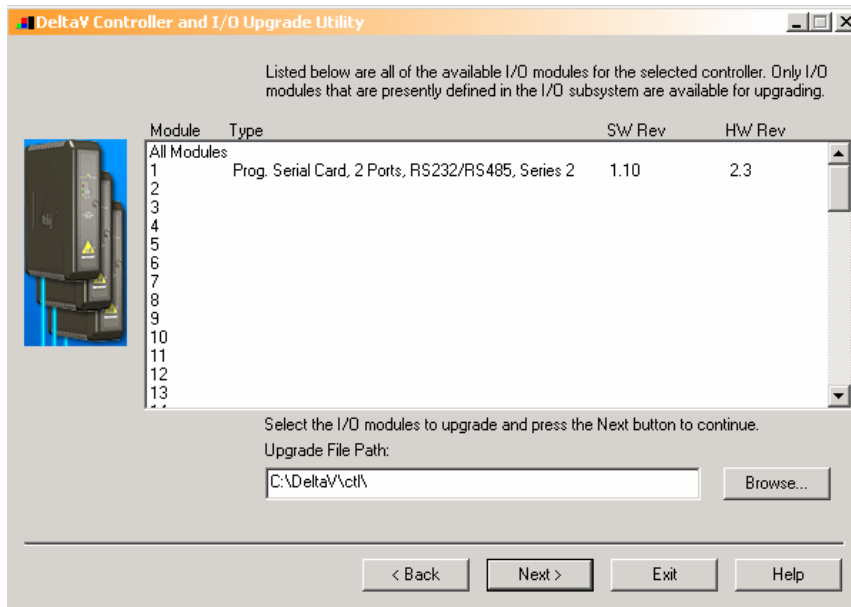 DeltaV Controller and I/O Upgrade Utility
Listed below are all of the available I/O modules for the selected controller. Only I/O
modules that are presently defined in the I/O subsystem are available for upgrading.
Module Type SW Rev HW Rev
All Modules
1 Prog. Serial Card, 2 Ports, RS232/RS485, Series 2 1.10 2.3
2
3
4
5
6
7
8
9
10
11
12
13
Select the I/O modules to upgrade and press the Next button to continue.
Upgrade File Path:
C:\DeltaV\ctl\ Browse...
< Back Next > Exit Help